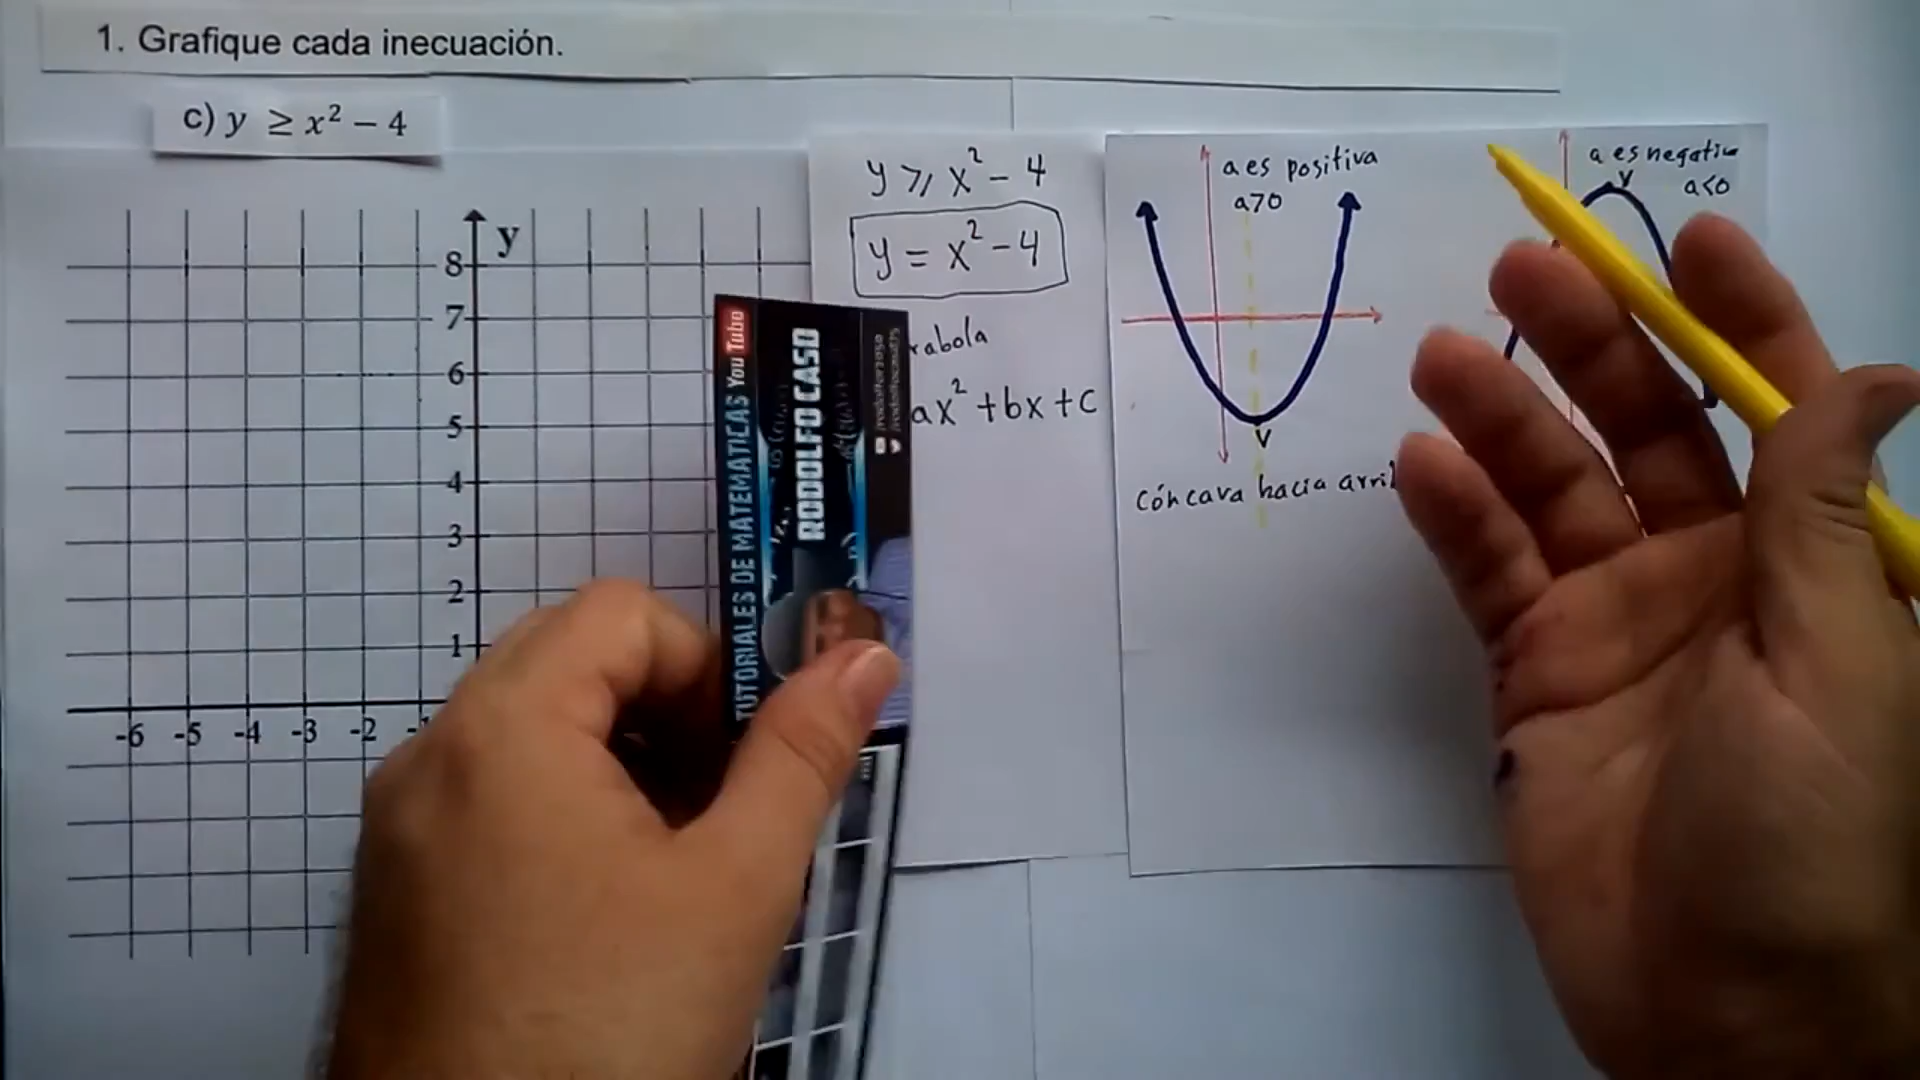 1. Grafique cada inecuación.
c) y ≥ x² − 4
y
8
7
6
5
4
3
2
1
-6 -5 -4 -3 -2
y ⩾ x² − 4
y = x² − 4
rabola
ax² + bx + c
TUTORIALES DE MATEMATICAS You Tube
RODOLFO CASO
a es positiva
a>0
V
Cóncava hacia arri
a es negativa
V
a<0